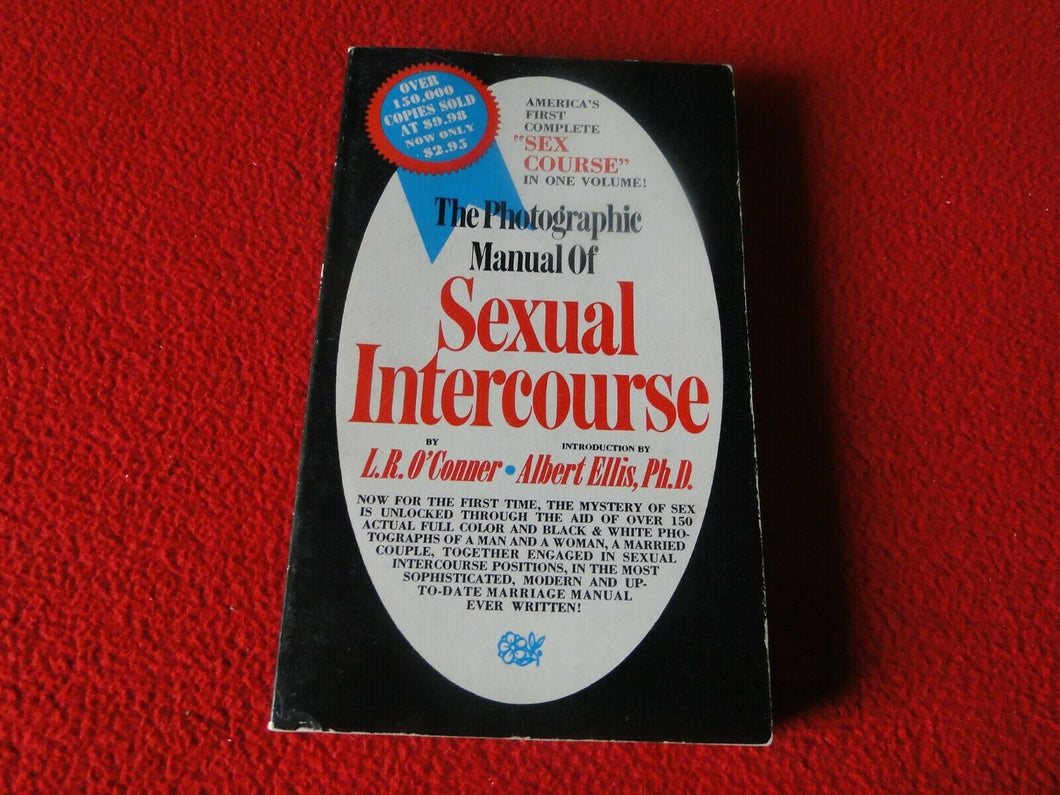 OVER
150,000
COPIES SOLD
AT $9.98
NOW ONLY
$2.95
AMERICA'S
FIRST
COMPLETE
"SEX
COURSE"
IN ONE VOLUME!
The Photographic
Manual Of
Sexual
Intercourse
BY
L.R. O'Conner •
INTRODUCTION BY
Albert Ellis, Ph.D.
NOW FOR THE FIRST TIME, THE MYSTERY OF SEX
IS UNLOCKED THROUGH THE AID OF OVER 150
ACTUAL FULL COLOR AND BLACK & WHITE PHO-
TOGRAPHS OF A MAN AND A WOMAN, A MARRIED
COUPLE, TOGETHER ENGAGED IN SEXUAL
INTERCOURSE POSITIONS, IN THE MOST
SOPHISTICATED, MODERN AND UP-
TO-DATE MARRIAGE MANUAL
EVER WRITTEN!